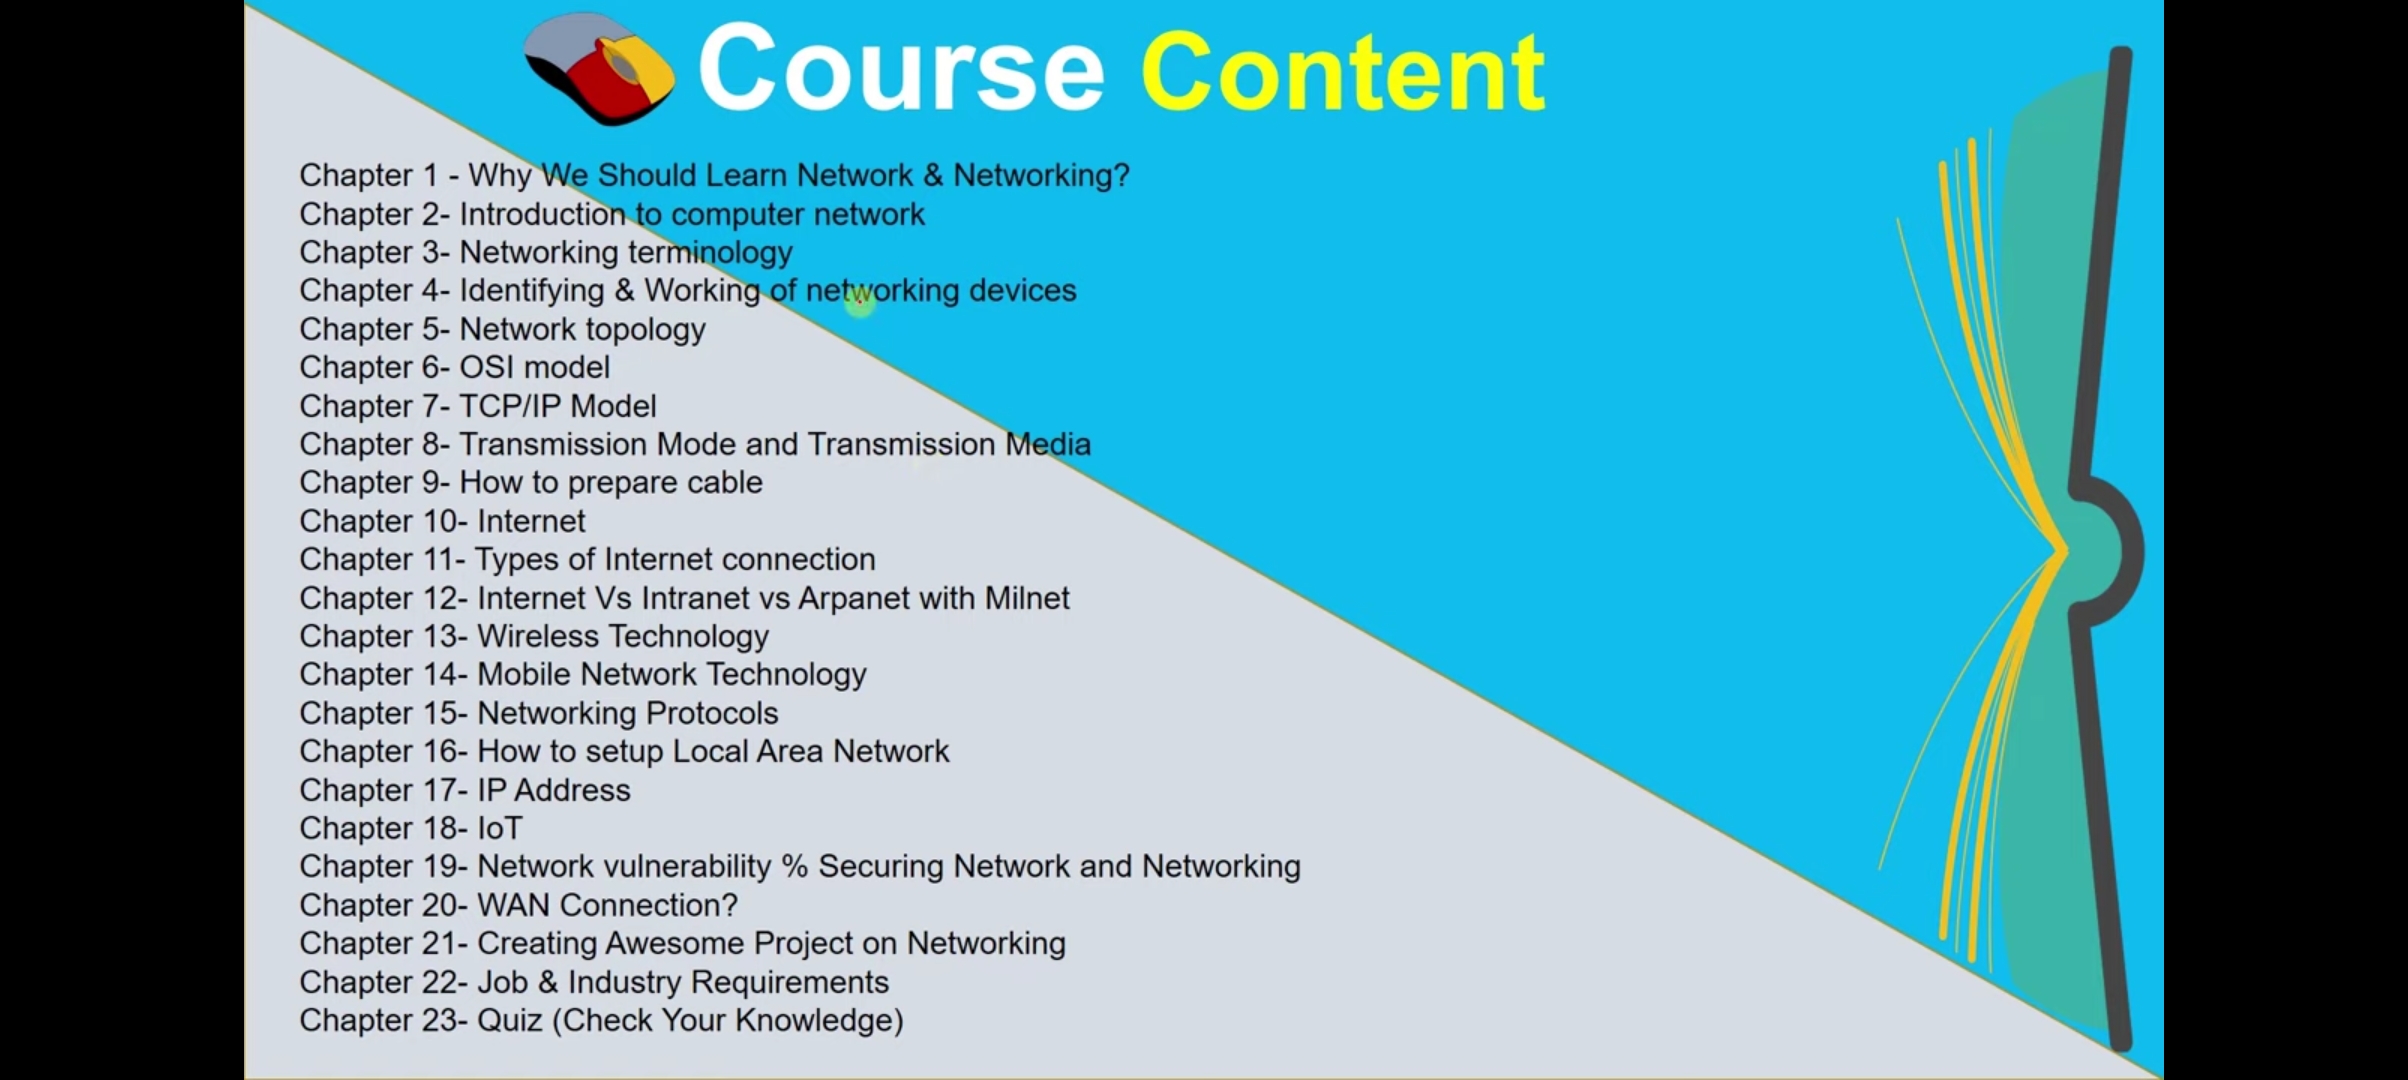 Course Content
Chapter 1 - Why We Should Learn Network & Networking?
Chapter 2- Introduction to computer network
Chapter 3- Networking terminology
Chapter 4- Identifying & Working of networking devices
Chapter 5- Network topology
Chapter 6- OSI model
Chapter 7- TCP/IP Model
Chapter 8- Transmission Mode and Transmission Media
Chapter 9- How to prepare cable
Chapter 10- Internet
Chapter 11- Types of Internet connection
Chapter 12- Internet Vs Intranet vs Arpanet with Milnet
Chapter 13- Wireless Technology
Chapter 14- Mobile Network Technology
Chapter 15- Networking Protocols
Chapter 16- How to setup Local Area Network
Chapter 17- IP Address
Chapter 18- IoT
Chapter 19- Network vulnerability % Securing Network and Networking
Chapter 20- WAN Connection?
Chapter 21- Creating Awesome Project on Networking
Chapter 22- Job & Industry Requirements
Chapter 23- Quiz (Check Your Knowledge)